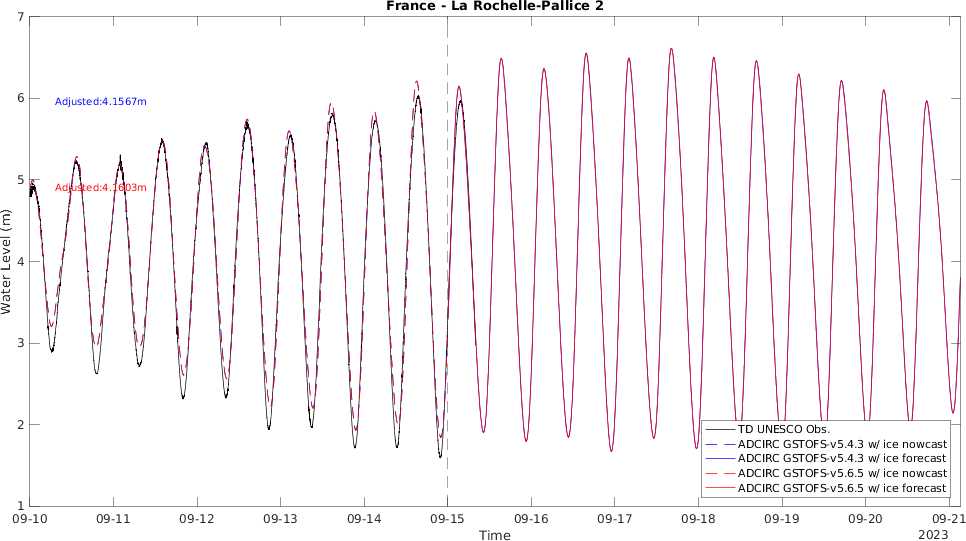 France - La Rochelle-Pallice 2
7
6
5
4
3
2
1
Water Level (m)
Adjusted:4.1567m
Adjusted:4.1603m
TD UNESCO Obs.
ADCIRC GSTOFS-v5.4.3 w/ ice nowcast
ADCIRC GSTOFS-v5.4.3 w/ ice forecast
ADCIRC GSTOFS-v5.6.5 w/ ice nowcast
ADCIRC GSTOFS-v5.6.5 w/ ice forecast
09-10 09-11 09-12 09-13 09-14 09-15 09-16 09-17 09-18 09-19 09-20 09-21
Time
2023